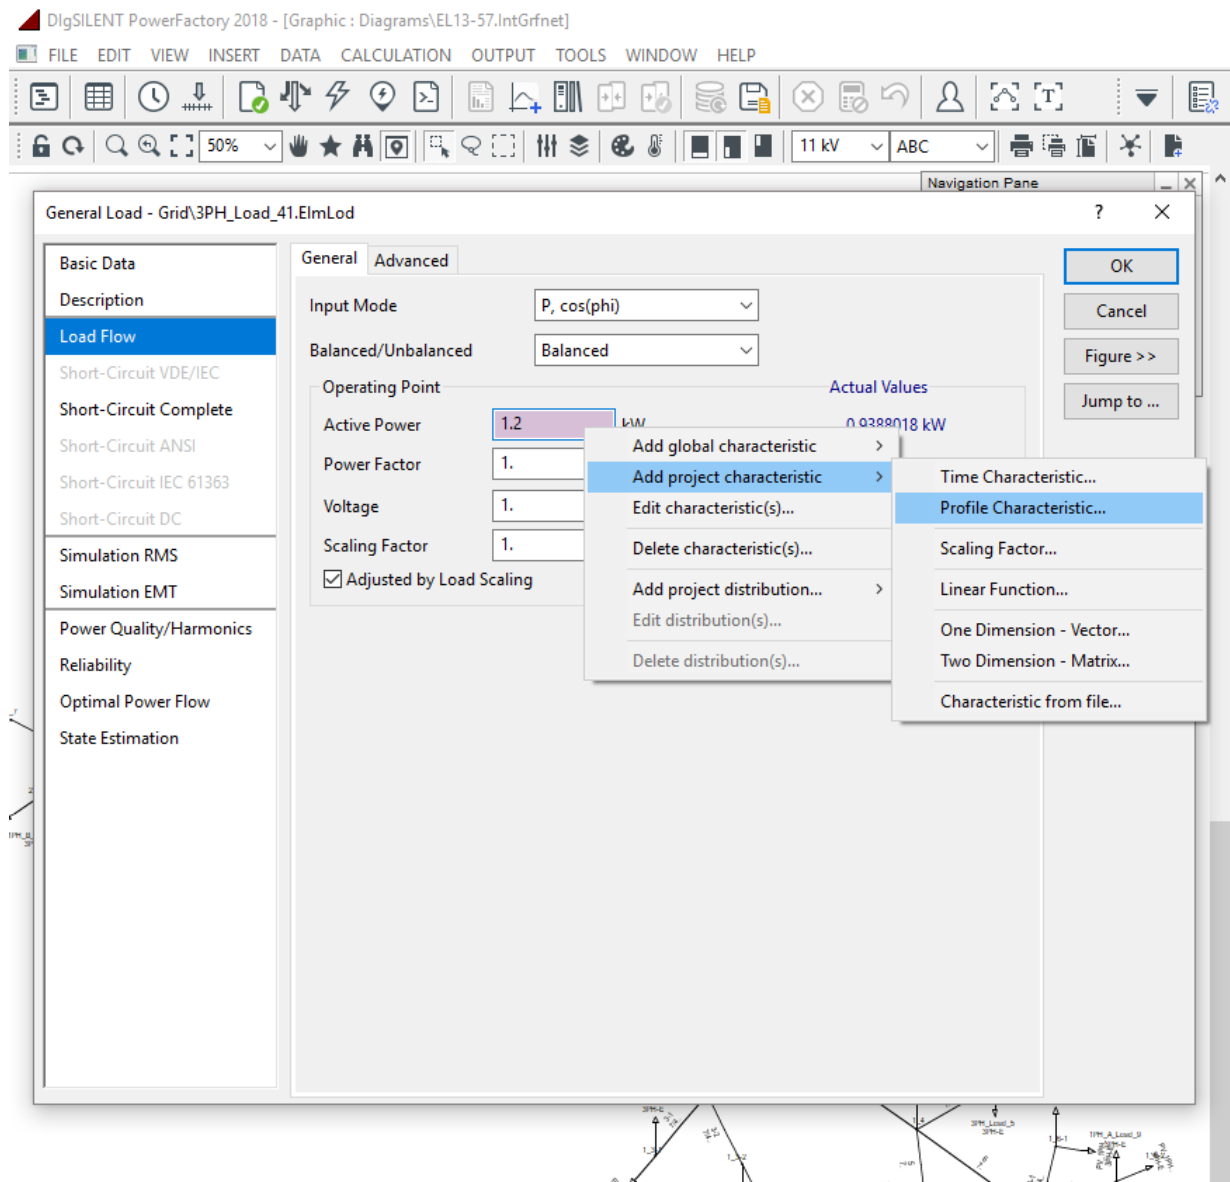 DIgSILENT PowerFactory 2018 - [Graphic : Diagrams\EL13-57.IntGrfnet]
FILE EDIT VIEW INSERT DATA CALCULATION OUTPUT TOOLS WINDOW HELP
50% 11 kV ABC
Navigation Pane
General Load - Grid\3PH_Load_41.ElmLod ?
Basic Data
Description
Load Flow
Short-Circuit VDE/IEC
Short-Circuit Complete
Short-Circuit ANSI
Short-Circuit IEC 61363
Short-Circuit DC
Simulation RMS
Simulation EMT
Power Quality/Harmonics
Reliability
Optimal Power Flow
State Estimation
General Advanced
Input Mode P, cos(phi)
Balanced/Unbalanced Balanced
Operating Point Actual Values
Active Power 1.2 kW 0.9388018 kW
Power Factor 1.
Voltage 1.
Scaling Factor 1.
Adjusted by Load Scaling
OK
Cancel
Figure >>
Jump to ...
Add global characteristic >
Add project characteristic >
Edit characteristic(s)...
Delete characteristic(s)...
Add project distribution... >
Edit distribution(s)...
Delete distribution(s)...
Time Characteristic...
Profile Characteristic...
Scaling Factor...
Linear Function...
One Dimension - Vector...
Two Dimension - Matrix...
Characteristic from file...
3PH-E
1_4
3PH_Load_5
3PH-E
1PH_A_Load_9